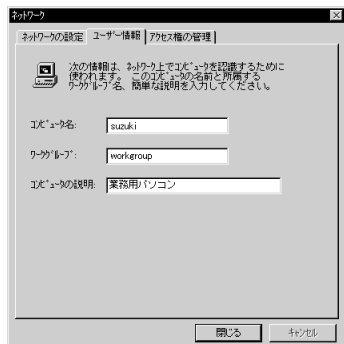 ﾈｯﾄﾜｰｸ
ﾈｯﾄﾜｰｸの設定 ユーザー情報 ｱｸｾｽ権の管理
次の情報は、ﾈｯﾄﾜｰｸ上でｺﾝﾋﾟｭｰﾀを認識するために
使われます。 このｺﾝﾋﾟｭｰﾀの名前と所属する
ﾜｰｸｸﾞﾙｰﾌﾟ名、簡単な説明を入力してください。
ｺﾝﾋﾟｭｰﾀ名: suzuki
ﾜｰｸｸﾞﾙｰﾌﾟ: workgroup
ｺﾝﾋﾟｭｰﾀの説明: 業務用パソコン
閉じる ｷｬﾝｾﾙ